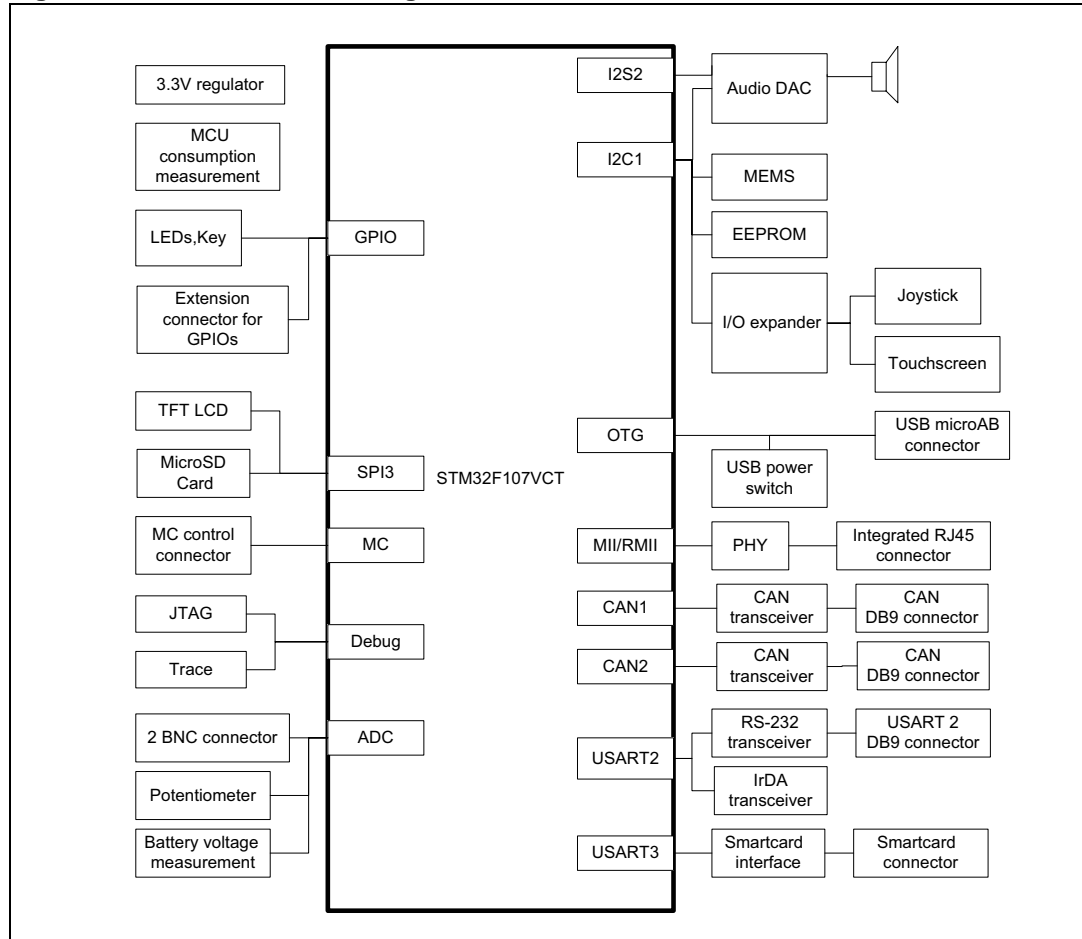 3.3V regulator
MCU
consumption
measurement
LEDs,Key
Extension
connector for
GPIOs
TFT LCD
MicroSD
Card
MC control
connector
JTAG
Trace
2 BNC connector
Potentiometer
Battery voltage
measurement
GPIO
SPI3
MC
Debug
ADC
STM32F107VCT
I2S2
I2C1
OTG
MII/RMII
CAN1
CAN2
USART2
USART3
Audio DAC
MEMS
EEPROM
I/O expander
Joystick
Touchscreen
USB power
switch
USB microAB
connector
PHY
Integrated RJ45
connector
CAN
transceiver
CAN
DB9 connector
CAN
transceiver
CAN
DB9 connector
RS-232
transceiver
USART 2
DB9 connector
IrDA
transceiver
Smartcard
interface
Smartcard
connector